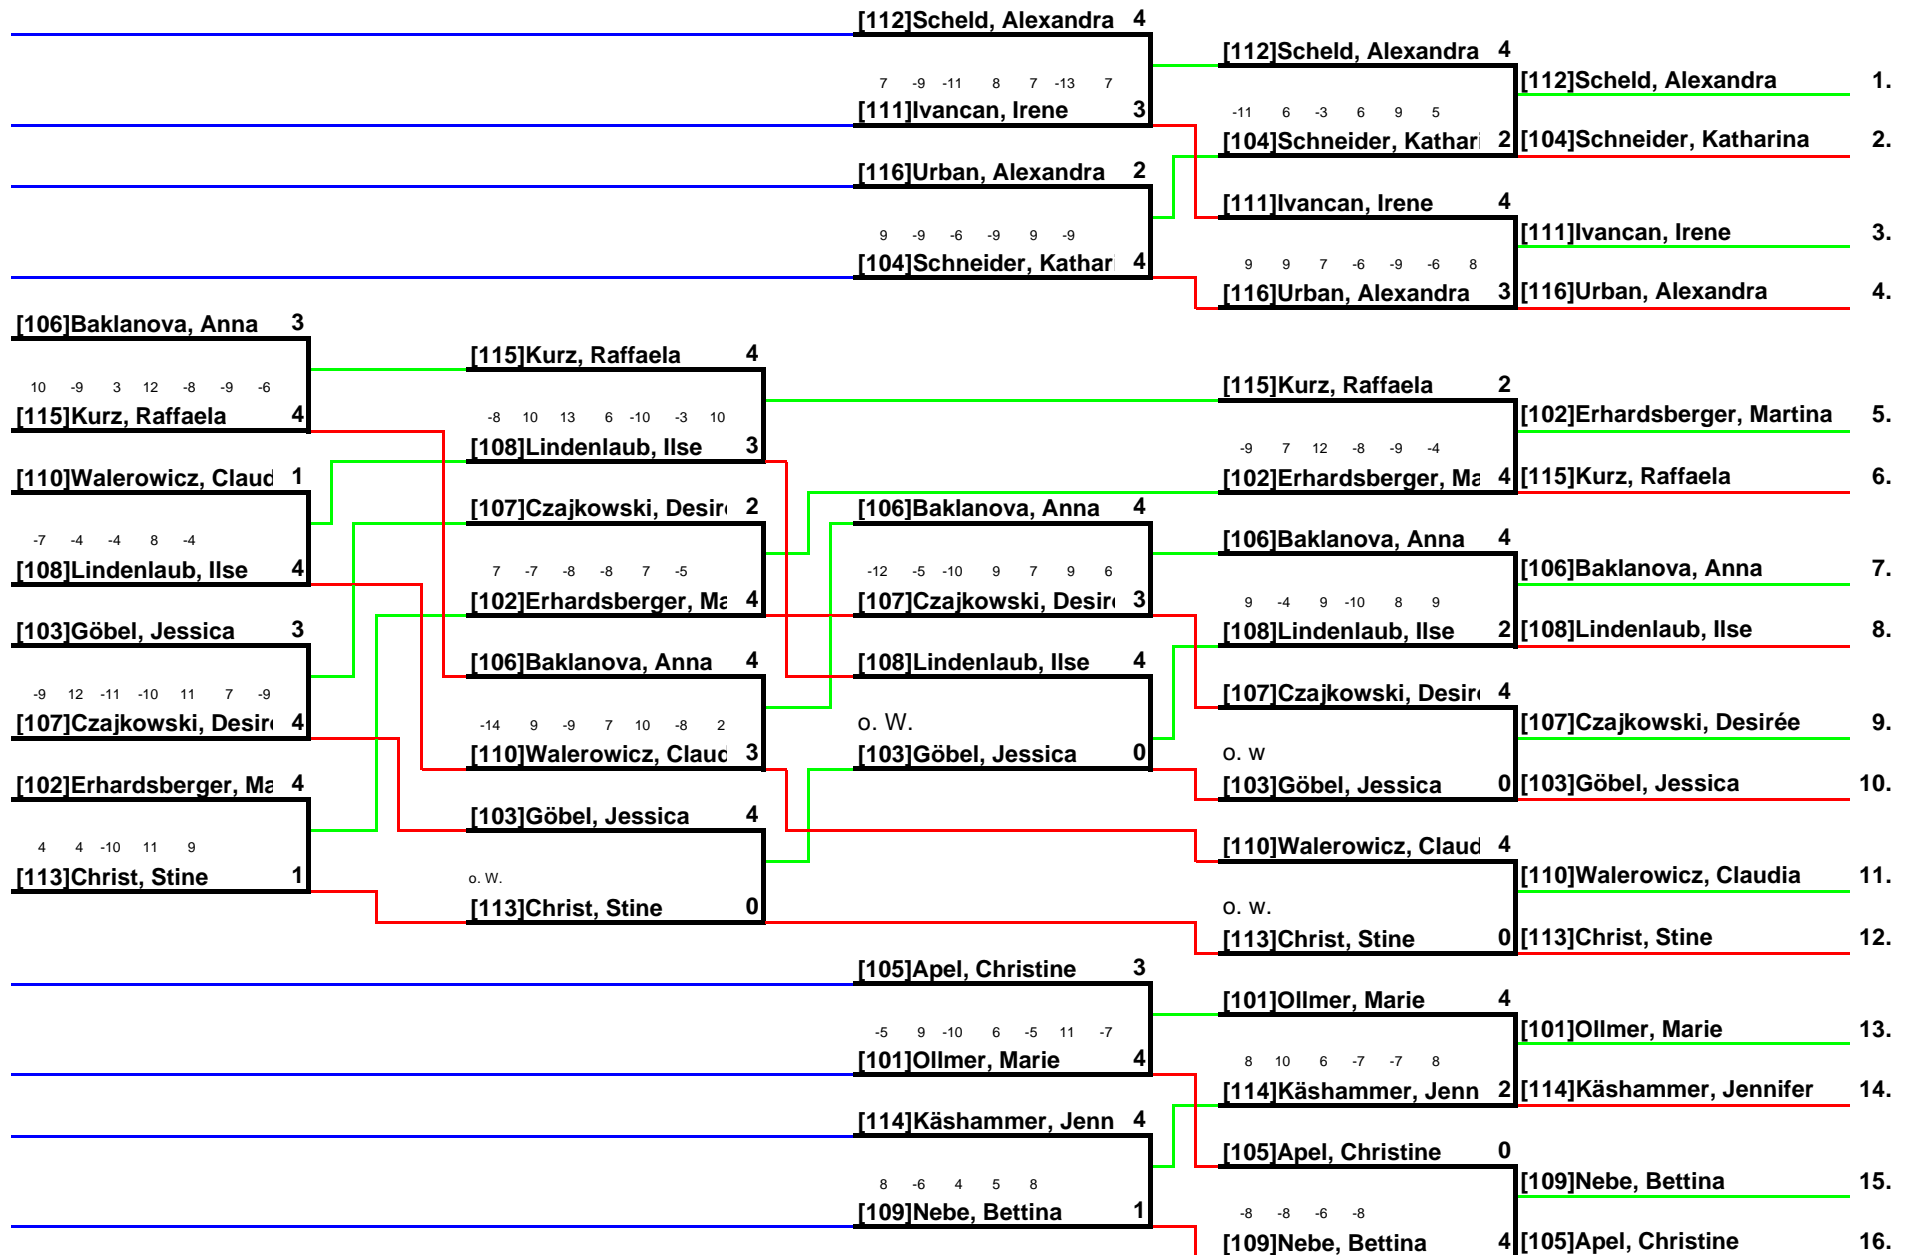 [112]Scheld, Alexandra 4
7 -9 -11 8 7 -13 7
[111]Ivancan, Irene 3
[116]Urban, Alexandra 2
9 -9 -6 -9 9 -9
[104]Schneider, Kathari 4
[112]Scheld, Alexandra 4
-11 6 -3 6 9 5
[104]Schneider, Kathari 2
[111]Ivancan, Irene 4
9 9 7 -6 -9 -6 8
[116]Urban, Alexandra 3
[112]Scheld, Alexandra 1.
[104]Schneider, Katharina 2.
[111]Ivancan, Irene 3.
[116]Urban, Alexandra 4.
[106]Baklanova, Anna 3
10 -9 3 12 -8 -9 -6
[115]Kurz, Raffaela 4
[110]Walerowicz, Claud 1
-7 -4 -4 8 -4
[108]Lindenlaub, Ilse 4
[103]Göbel, Jessica 3
-9 12 -11 -10 11 7 -9
[107]Czajkowski, Desiré 4
[102]Erhardsberger, Ma 4
4 4 -10 11 9
[113]Christ, Stine 1
[115]Kurz, Raffaela 4
-8 10 13 6 -10 -3 10
[108]Lindenlaub, Ilse 3
[107]Czajkowski, Desiré 2
7 -7 -8 -8 7 -5
[102]Erhardsberger, Ma 4
[106]Baklanova, Anna 4
-14 9 -9 7 10 -8 2
[110]Walerowicz, Claud 3
[103]Göbel, Jessica 4
o. W.
[113]Christ, Stine 0
[106]Baklanova, Anna 4
-12 -5 -10 9 7 9 6
[107]Czajkowski, Desiré 3
[108]Lindenlaub, Ilse 4
o. W.
[103]Göbel, Jessica 0
[115]Kurz, Raffaela 2
-9 7 12 -8 -9 -4
[102]Erhardsberger, Ma 4
[106]Baklanova, Anna 4
9 -4 9 -10 8 9
[108]Lindenlaub, Ilse 2
[107]Czajkowski, Desiré 4
o. w
[103]Göbel, Jessica 0
[110]Walerowicz, Claud 4
o. w.
[113]Christ, Stine 0
[102]Erhardsberger, Martina 5.
[115]Kurz, Raffaela 6.
[106]Baklanova, Anna 7.
[108]Lindenlaub, Ilse 8.
[107]Czajkowski, Desirée 9.
[103]Göbel, Jessica 10.
[110]Walerowicz, Claudia 11.
[113]Christ, Stine 12.
[105]Apel, Christine 3
-5 9 -10 6 -5 11 -7
[101]Ollmer, Marie 4
[114]Käshammer, Jenn 4
8 -6 4 5 8
[109]Nebe, Bettina 1
[101]Ollmer, Marie 4
8 10 6 -7 -7 8
[114]Käshammer, Jenn 2
[105]Apel, Christine 0
-8 -8 -6 -8
[109]Nebe, Bettina 4
[101]Ollmer, Marie 13.
[114]Käshammer, Jennifer 14.
[109]Nebe, Bettina 15.
[105]Apel, Christine 16.